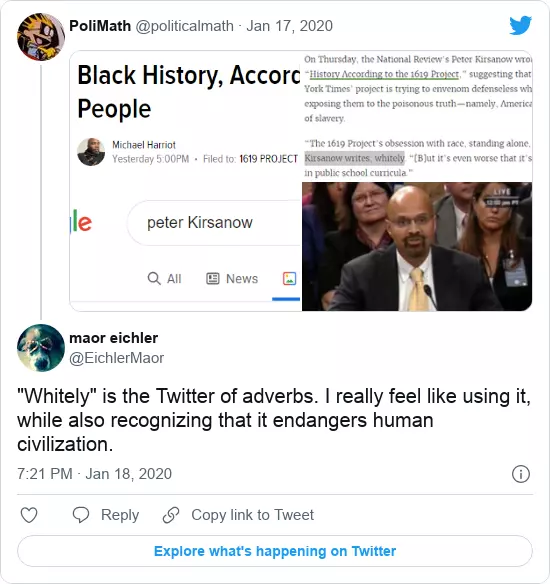 PoliMath @politicalmath · Jan 17, 2020
Black History, Accord
People
Michael Harriot
Yesterday 5:00PM • Filed to: 1619 PROJECT
le
peter Kirsanow
All News
On Thursday, the National Review's Peter Kirsanow wro
"History According to the 1619 Project," suggesting that
York Times' project is trying to envenom defenseless wh
exposing them to the poisonous truth—namely, America
of slavery.
"The 1619 Project's obsession with race, standing alone,
Kirsanow writes, whitely. "[B]ut it's even worse that it's
in public school curricula."
LIVE
maor eichler
@EichlerMaor
"Whitely" is the Twitter of adverbs. I really feel like using it,
while also recognizing that it endangers human
civilization.
7:21 PM · Jan 18, 2020
Reply Copy link to Tweet
Explore what's happening on Twitter